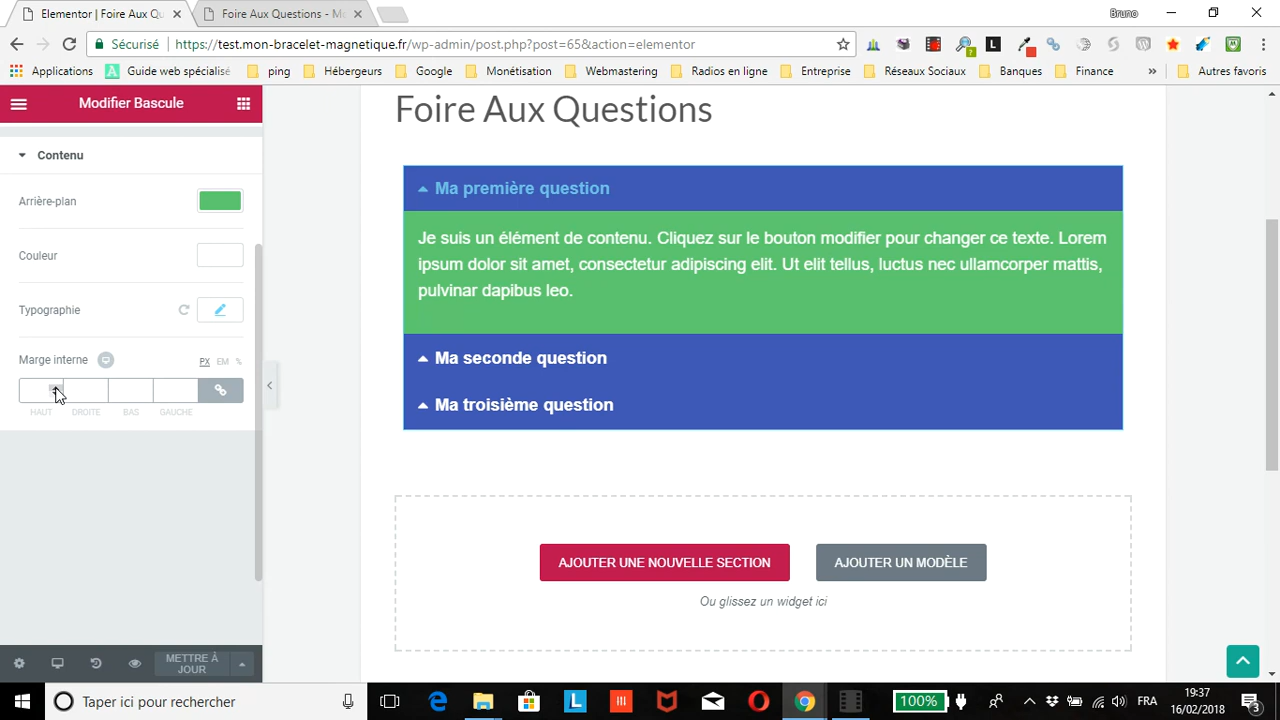 Elementor | Foire Aux Qu
Foire Aux Questions - Mo
Bruno
Sécurisé
https://test.mon-bracelet-magnetique.fr/wp-admin/post.php?post=65&action=elementor
Applications
Guide web spécialisé
ping
Hébergeurs
Google
Monétisation
Webmastering
Radios en ligne
Entreprise
Réseaux Sociaux
Banques
Finance
»
Autres favoris
Modifier Bascule
Contenu
Arrière-plan
Couleur
Typographie
Marge interne
PX EM %
HAUT DROITE BAS GAUCHE
METTRE À
JOUR
Foire Aux Questions
Ma première question
Je suis un élément de contenu. Cliquez sur le bouton modifier pour changer ce texte. Lorem
ipsum dolor sit amet, consectetur adipiscing elit. Ut elit tellus, luctus nec ullamcorper mattis,
pulvinar dapibus leo.
Ma seconde question
Ma troisième question
AJOUTER UNE NOUVELLE SECTION
AJOUTER UN MODÈLE
Ou glissez un widget ici
Taper ici pour rechercher
100%
FRA
19:37
16/02/2018
3